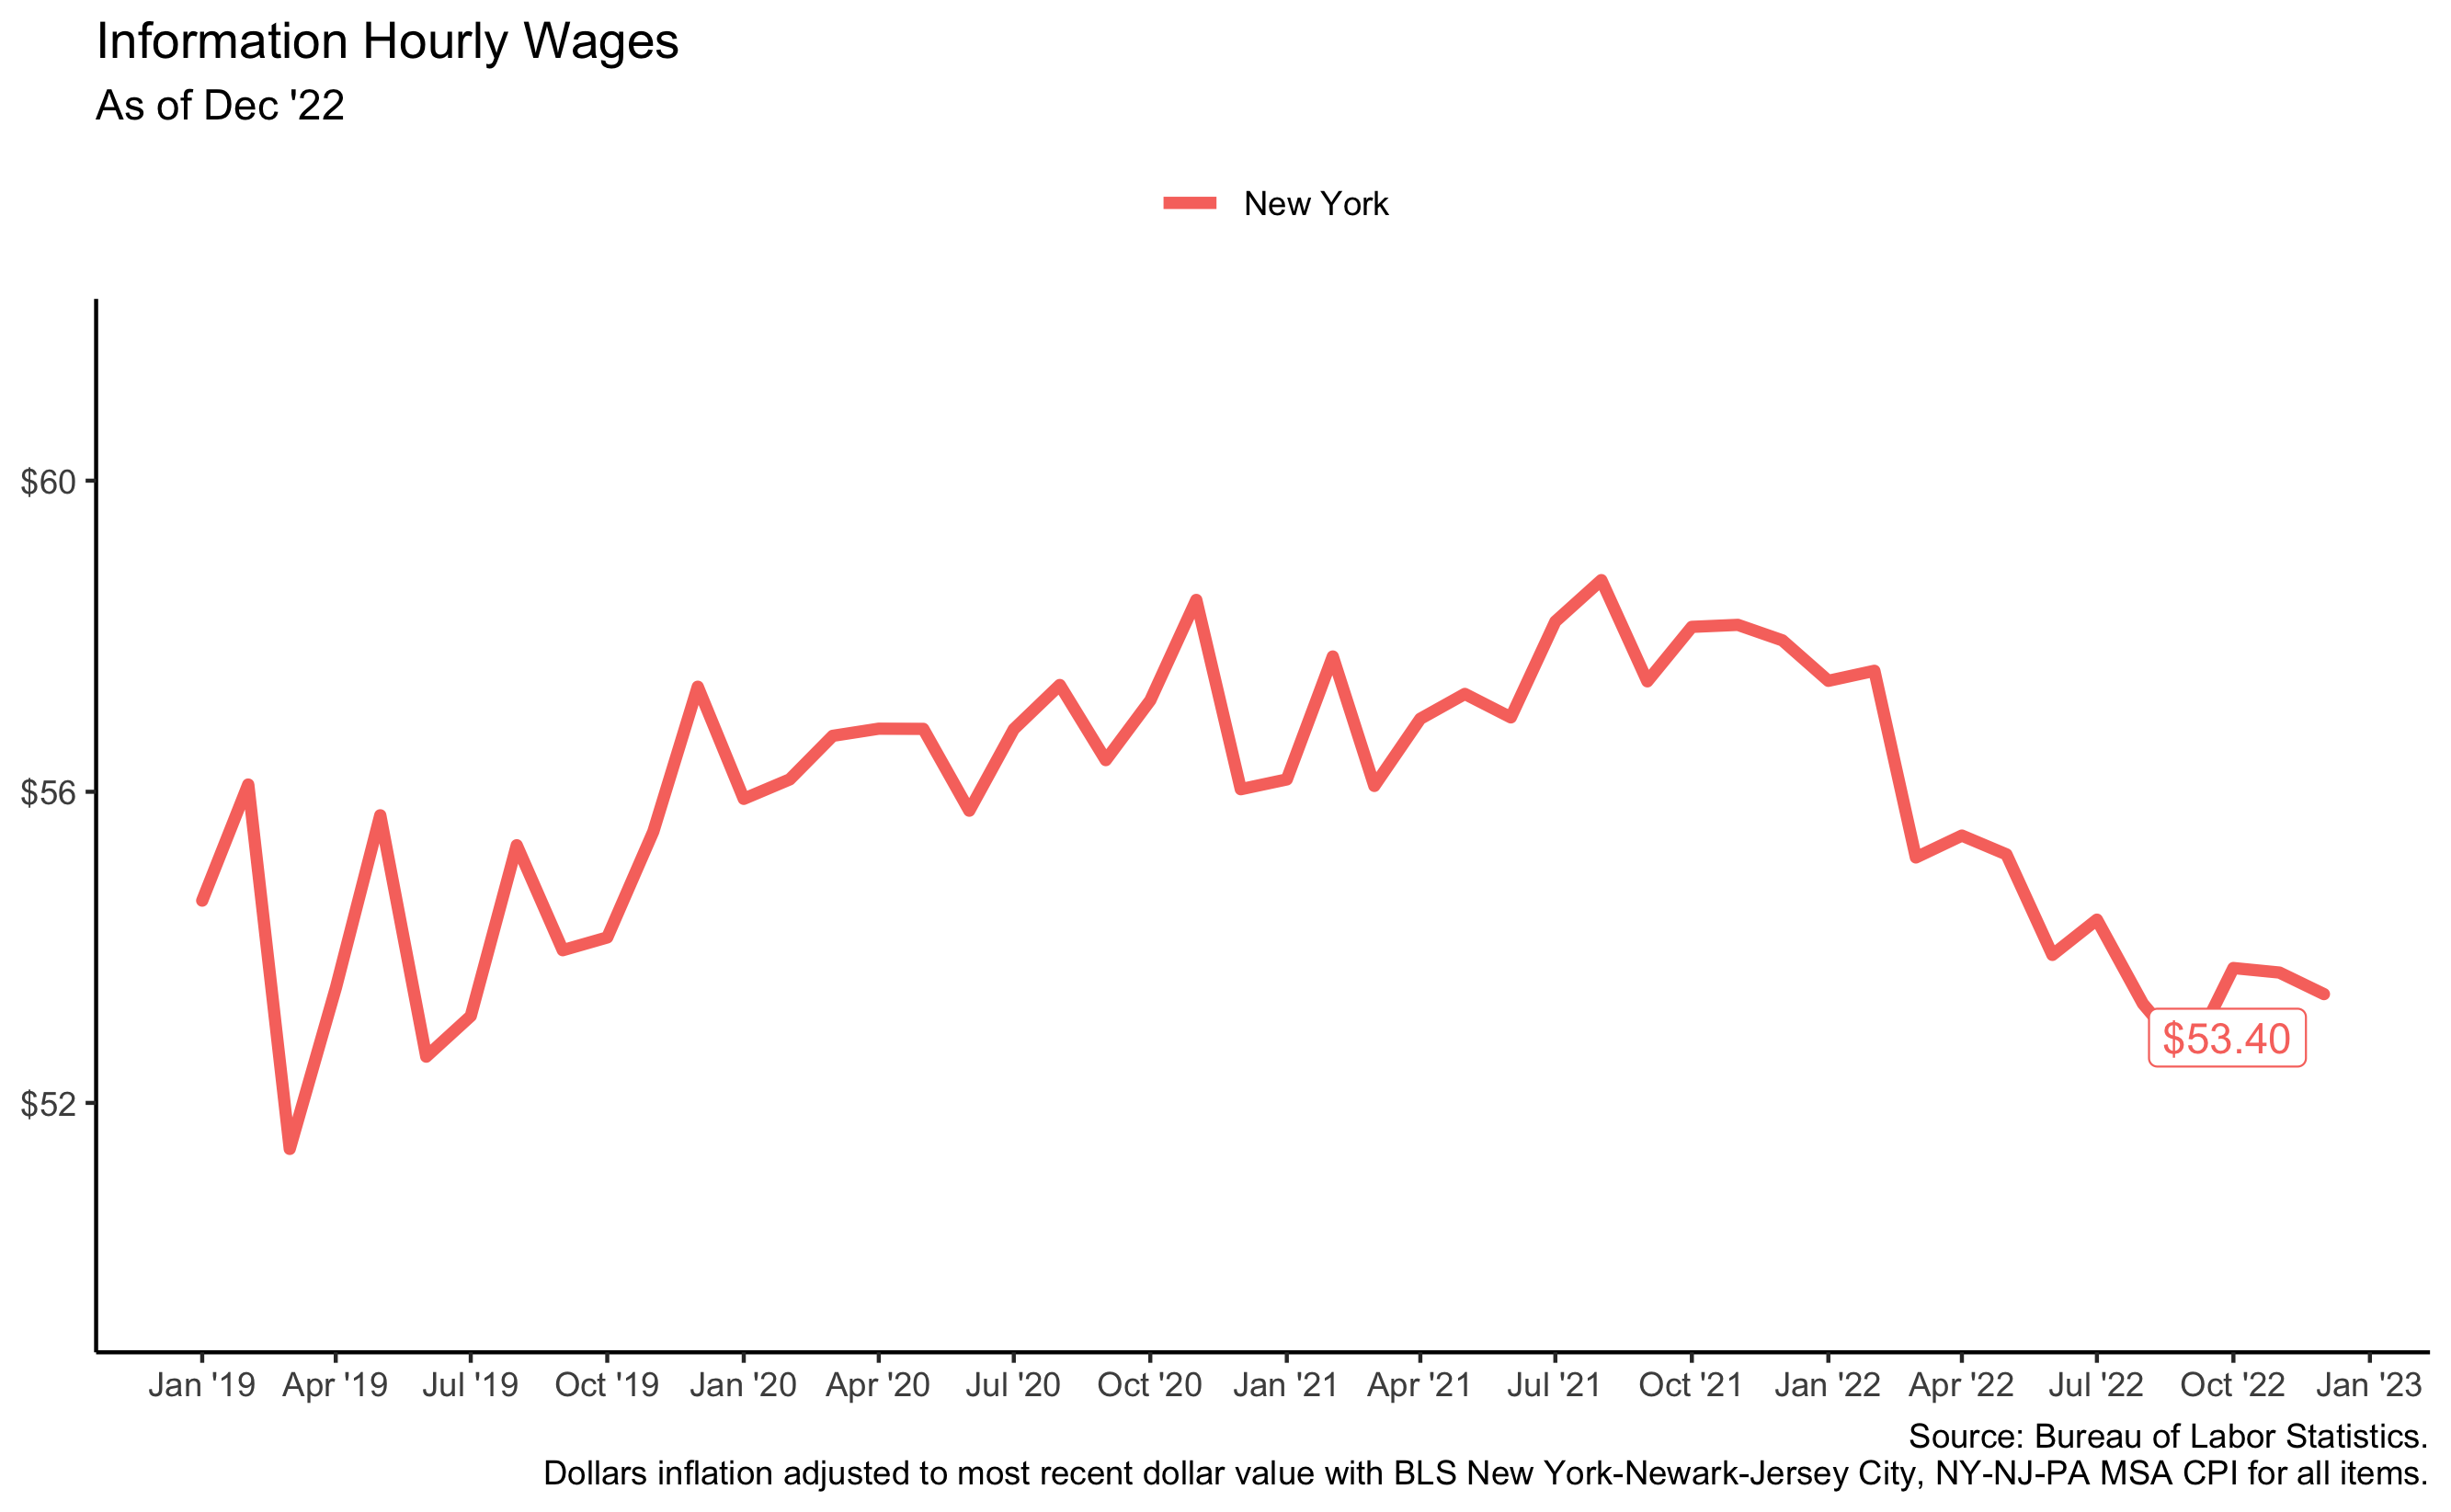 Information Hourly Wages
As of Dec '22
New York
$60
$56
$52
$53.40
Jan '19 Apr '19 Jul '19 Oct '19 Jan '20 Apr '20 Jul '20 Oct '20 Jan '21 Apr '21 Jul '21 Oct '21 Jan '22 Apr '22 Jul '22 Oct '22 Jan '23
Source: Bureau of Labor Statistics.
Dollars inflation adjusted to most recent dollar value with BLS New York-Newark-Jersey City, NY-NJ-PA MSA CPI for all items.